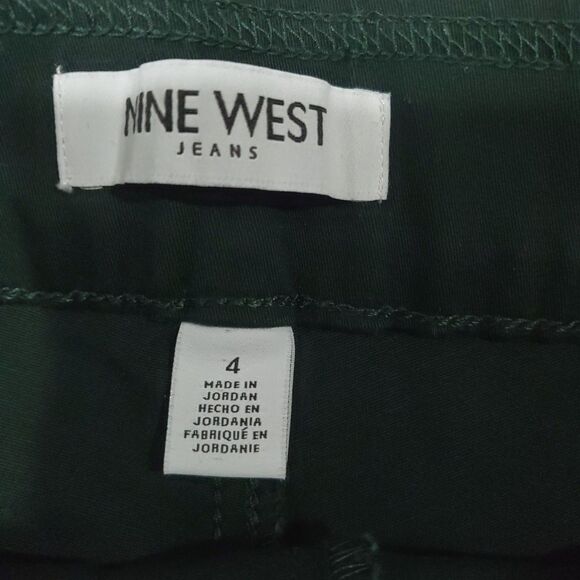 NINE WEST
JEANS
4
MADE IN
JORDAN
HECHO EN
JORDANIA
FABRIQUÉ EN
JORDANIE